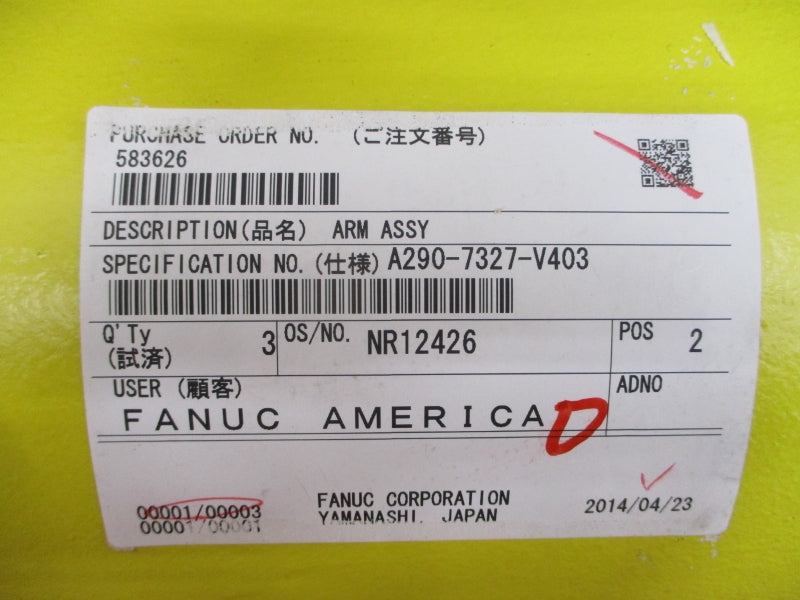 PURCHASE ORDER NO. (ご注文番号)
583626
DESCRIPTION(品名) ARM ASSY
SPECIFICATION NO.(仕様) A290-7327-V403
Q'Ty 3 OS/NO. NR12426 POS 2
(試済)
USER (顧客) ADNO
FANUC AMERICA D
00001/00003 FANUC CORPORATION 2014/04/23
00001/00001 YAMANASHI, JAPAN